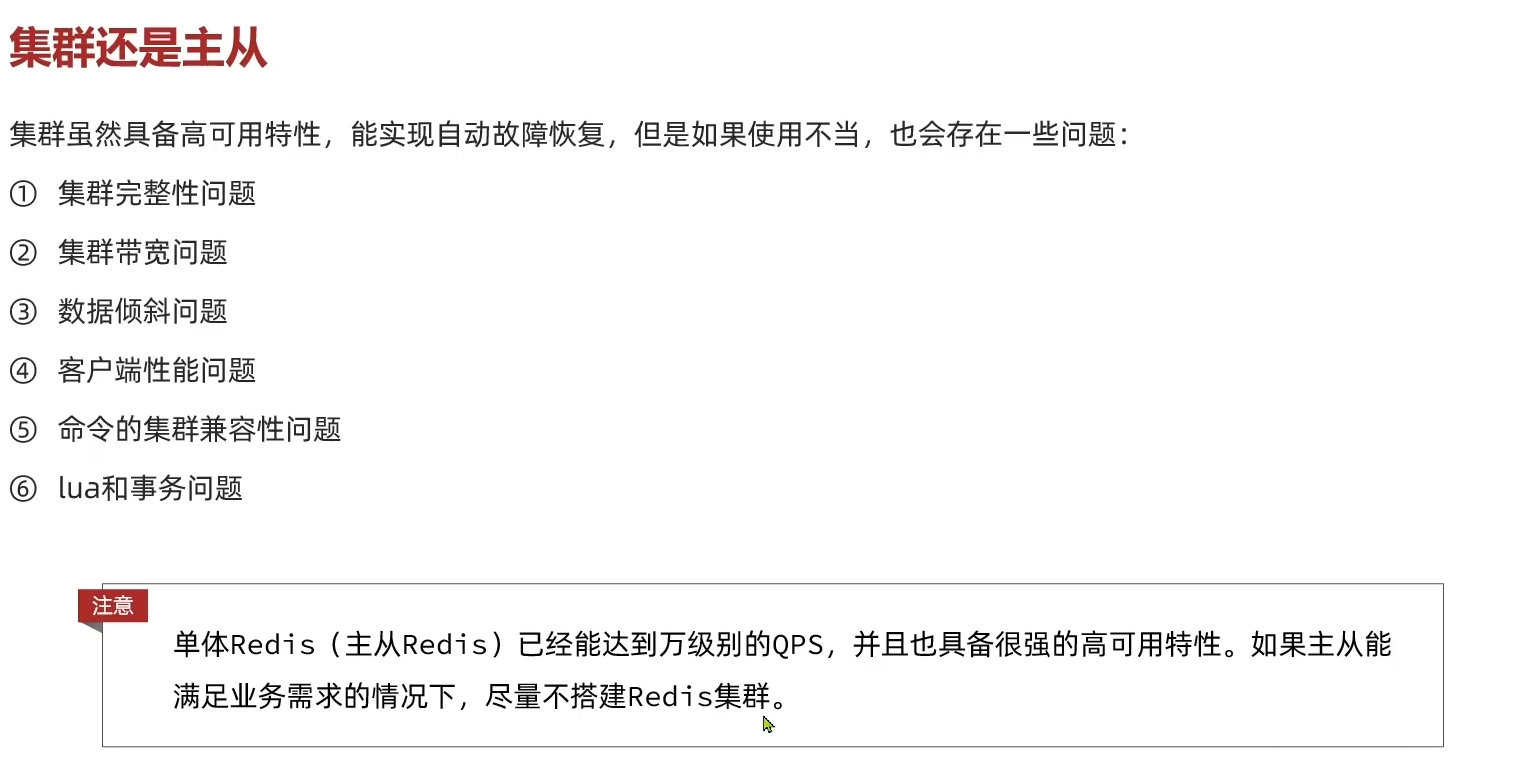 集群还是主从
集群虽然具备高可用特性，能实现自动故障恢复，但是如果使用不当，也会存在一些问题：
① 集群完整性问题
② 集群带宽问题
③ 数据倾斜问题
④ 客户端性能问题
⑤ 命令的集群兼容性问题
⑥ lua和事务问题
注意
单体Redis（主从Redis）已经能达到万级别的QPS，并且也具备很强的高可用特性。如果主从能
满足业务需求的情况下，尽量不搭建Redis集群。